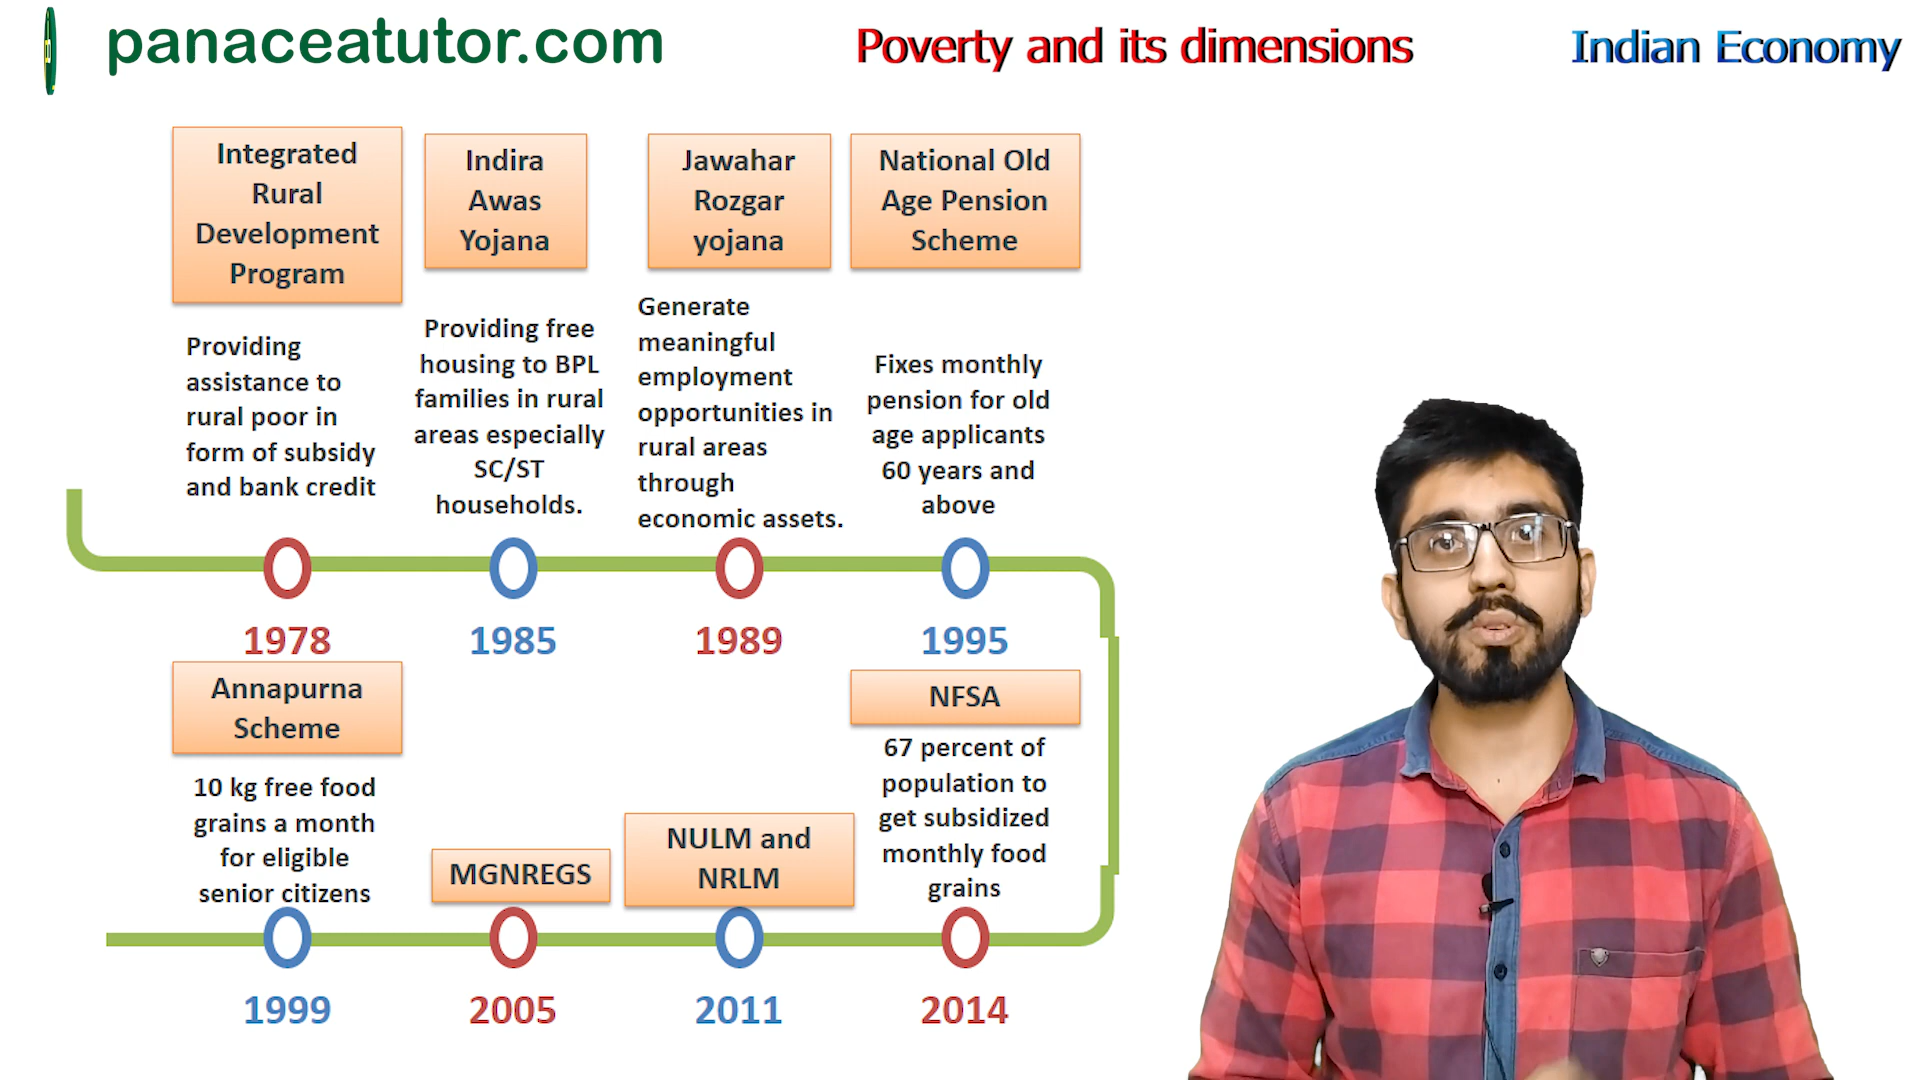 panaceatutor.com
Poverty and its dimensions
Indian Economy
Integrated
Rural
Development
Program
Indira
Awas
Yojana
Jawahar
Rozgar
yojana
National Old
Age Pension
Scheme
Providing
assistance to
rural poor in
form of subsidy
and bank credit
Providing free
housing to BPL
families in rural
areas especially
SC/ST
households.
Generate
meaningful
employment
opportunities in
rural areas
through
economic assets.
Fixes monthly
pension for old
age applicants
60 years and
above
1978
1985
1989
1995
Annapurna
Scheme
10 kg free food
grains a month
for eligible
senior citizens
MGNREGS
NULM and
NRLM
NFSA
67 percent of
population to
get subsidized
monthly food
grains
1999
2005
2011
2014